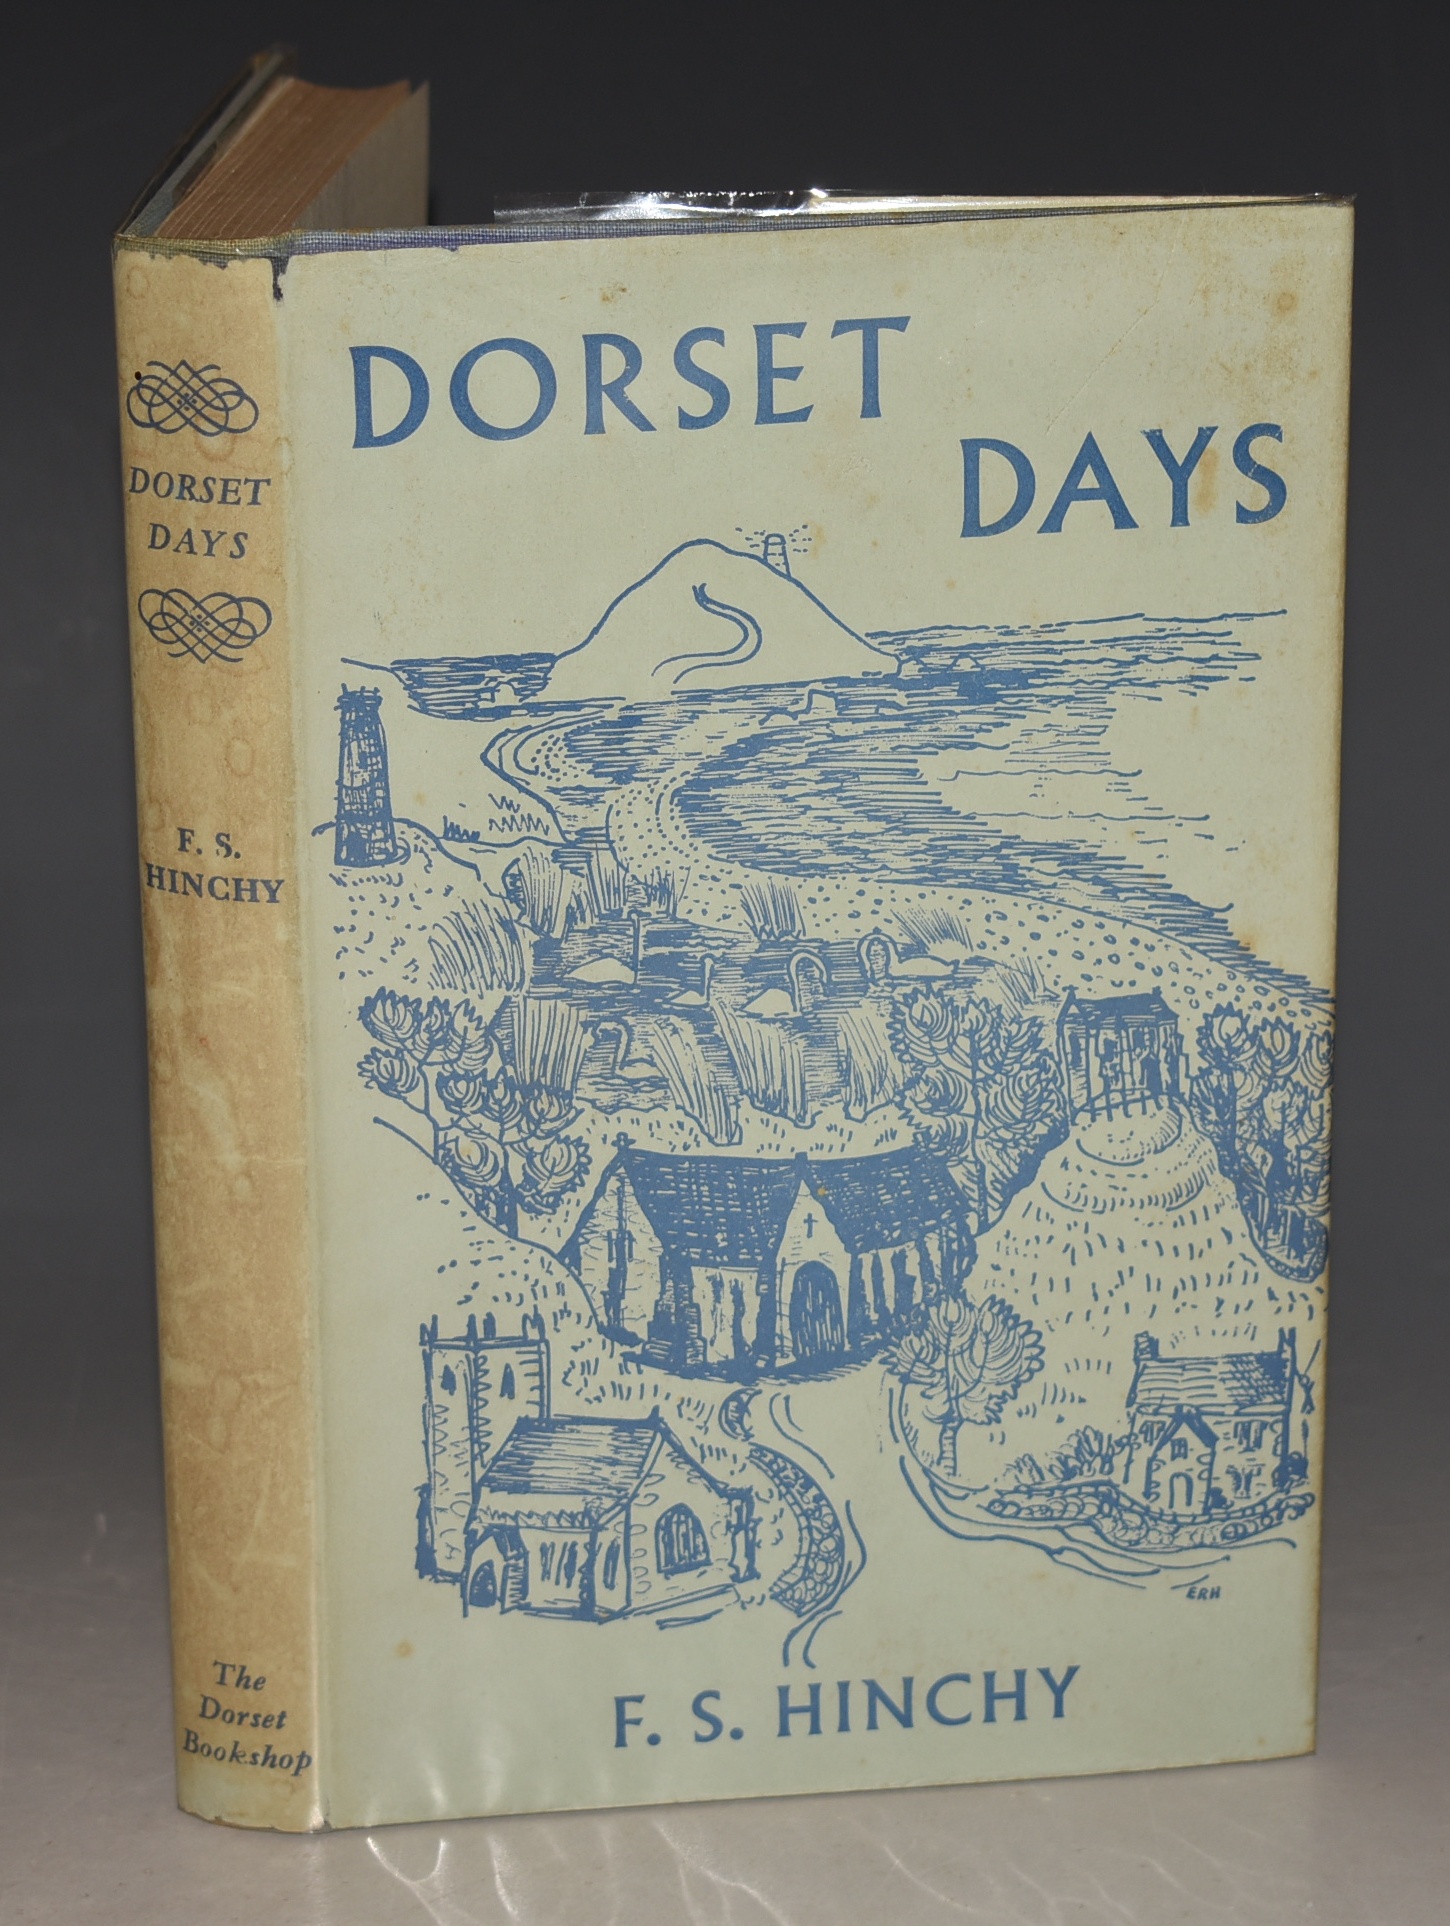 DORSET
DAYS
F. S.
HINCHY
The
Dorset
Bookshop
DORSET
DAYS
ERH
F. S. HINCHY